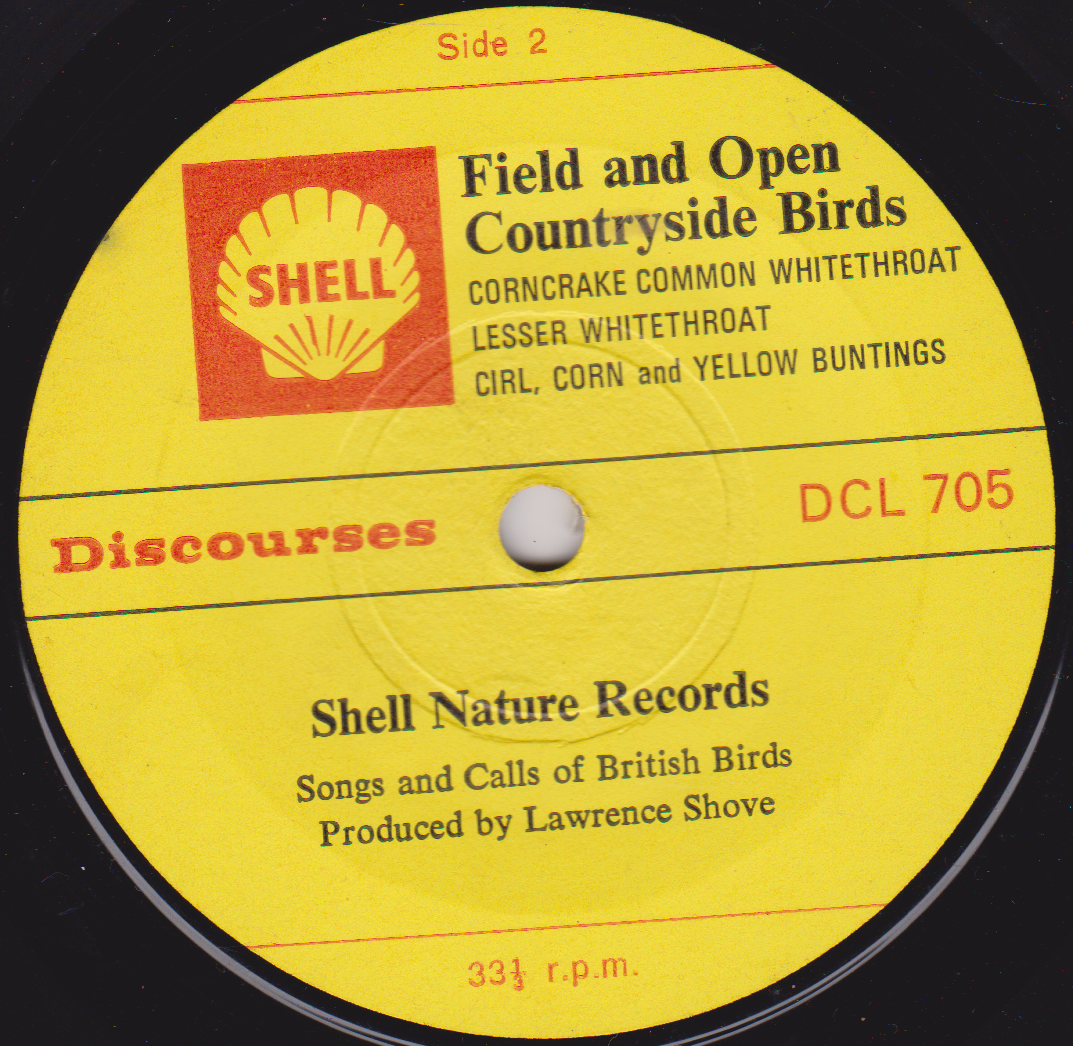 Side 2
SHELL
Field and Open
Countryside Birds
CORNCRAKE COMMON WHITETHROAT
LESSER WHITETHROAT
CIRL, CORN and YELLOW BUNTINGS
Discourses
DCL 705
Shell Nature Records
Songs and Calls of British Birds
Produced by Lawrence Shove
33⅓ r.p.m.